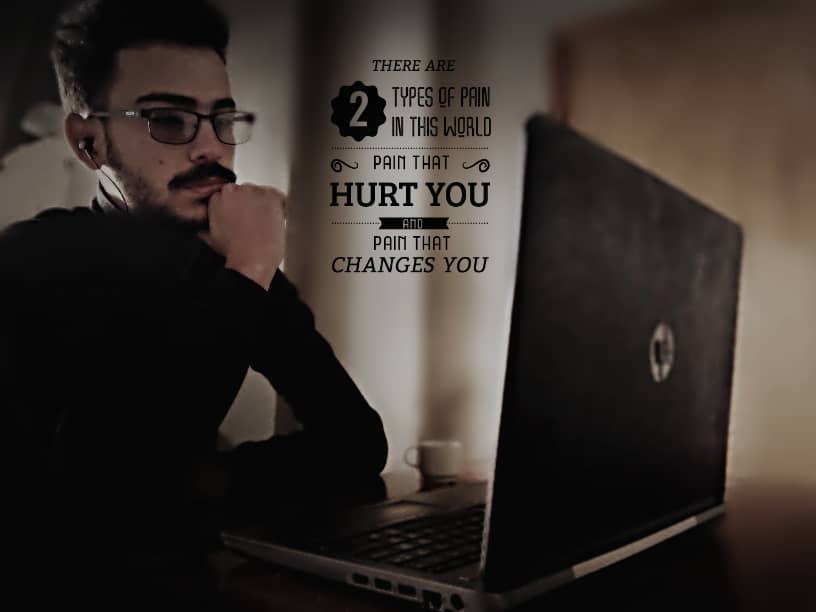 THERE ARE
2 TYPES OF PAIN
IN THIS WORLD
PAIN THAT
HURT YOU
AND
PAIN THAT
CHANGES YOU